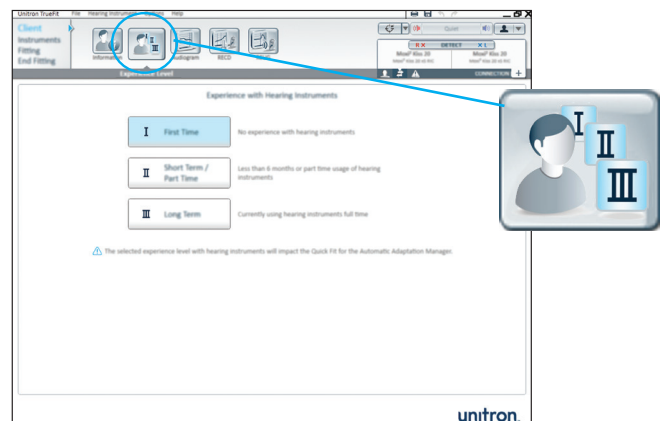 Unitron TrueFit File Hearing Instruments Options Help
Client
Instruments
Fitting
End Fitting
Information
Audiogram
RECD
Quiet
RX DETECT XL
Moxi² Kiss 20
Moxi² Kiss 20
Experience Level
CONNECTION +
Experience with Hearing Instruments
I First Time No experience with hearing instruments
II Short Term / Part Time Less than 6 months or part time usage of hearing instruments
III Long Term Currently using hearing instruments full time
The selected experience level with hearing instruments will impact the Quick Fit for the Automatic Adaptation Manager.
I
II
III
unitron.